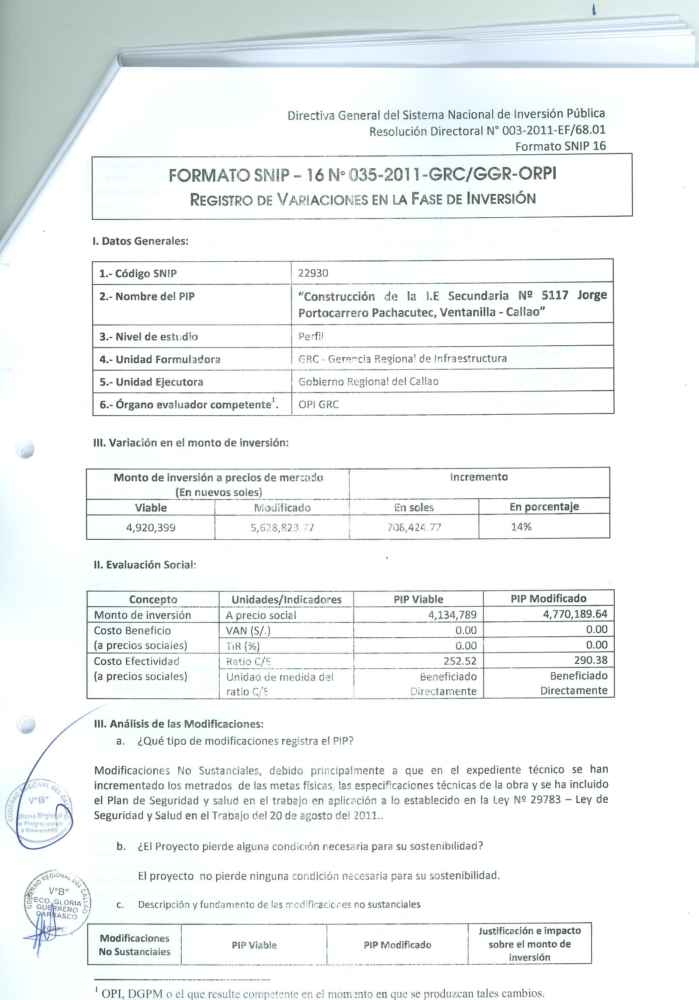 Directiva General del Sistema Nacional de Inversión Pública
Resolución Directoral N° 003-2011-EF/68.01
Formato SNIP 16
FORMATO SNIP – 16 Nº 035-2011-GRC/GGR-ORPI
REGISTRO DE VARIACIONES EN LA FASE DE INVERSIÓN
I. Datos Generales:
1.- Código SNIP 22930
2.- Nombre del PIP “Construcción de la I.E Secundaria Nº 5117 Jorge
Portocarrero Pachacutec, Ventanilla - Callao”
3.- Nivel de estudio Perfil
4.- Unidad Formuladora GRC - Gerencia Regional de Infraestructura
5.- Unidad Ejecutora Gobierno Regional del Callao
6.- Órgano evaluador competente¹. OPI GRC
III. Variación en el monto de inversión:
Monto de inversión a precios de mercado Incremento
(En nuevos soles)
Viable Modificado En soles En porcentaje
4,920,399 5,628,823.77 708,424.77 14%
II. Evaluación Social:
Concepto Unidades/Indicadores PIP Viable PIP Modificado
Monto de inversión A precio social 4,134,789 4,770,189.64
Costo Beneficio VAN (S/.) 0.00 0.00
(a precios sociales) TIR (%) 0.00 0.00
Costo Efectividad Ratio C/E 252.52 290.38
(a precios sociales) Unidad de medida del Beneficiado Beneficiado
ratio C/E Directamente Directamente
III. Análisis de las Modificaciones:
a. ¿Qué tipo de modificaciones registra el PIP?
Modificaciones No Sustanciales, debido principalmente a que en el expediente técnico se han
incrementado los metrados de las metas físicas, las especificaciones técnicas de la obra y se ha incluido
el Plan de Seguridad y salud en el trabajo en aplicación a lo establecido en la Ley Nº 29783 – Ley de
Seguridad y Salud en el Trabajo del 20 de agosto del 2011..
GOBIERNO REGIONAL DEL CALLAO
V°B°
Oficina Regional
de Programación
e Inversiones
b. ¿El Proyecto pierde alguna condición necesaria para su sostenibilidad?
El proyecto no pierde ninguna condición necesaria para su sostenibilidad.
GOBIERNO REGIONAL DEL CALLAO
V°B°
ECO. GLORIA
GUERRERO
CARRASCO
ORPI.
c. Descripción y fundamento de las modificaciones no sustanciales
Modificaciones
No Sustanciales
PIP Viable
PIP Modificado
Justificación e impacto
sobre el monto de
inversión
¹ OPI, DGPM o el que resulte competente en el momento en que se produzcan tales cambios.